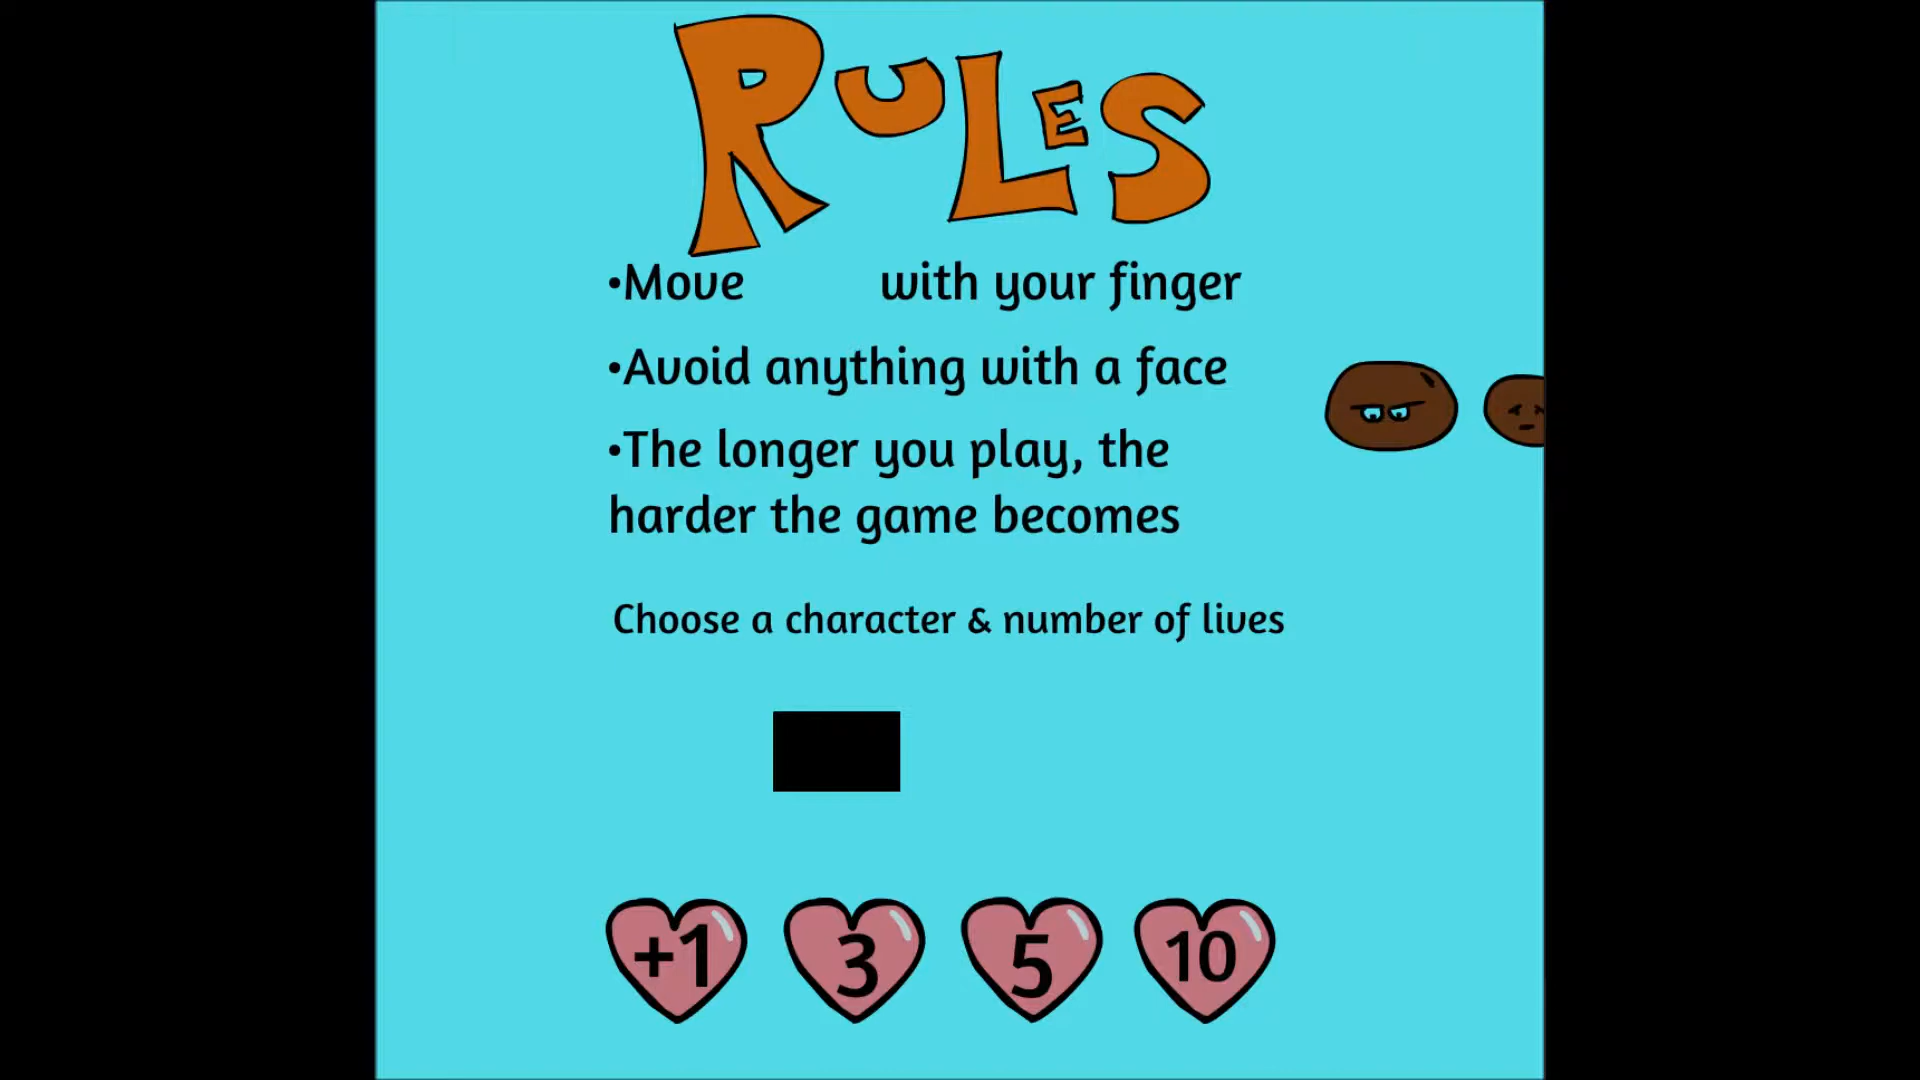 RULES
•Move with your finger
•Avoid anything with a face
•The longer you play, the
harder the game becomes
Choose a character & number of lives
+1 3 5 10